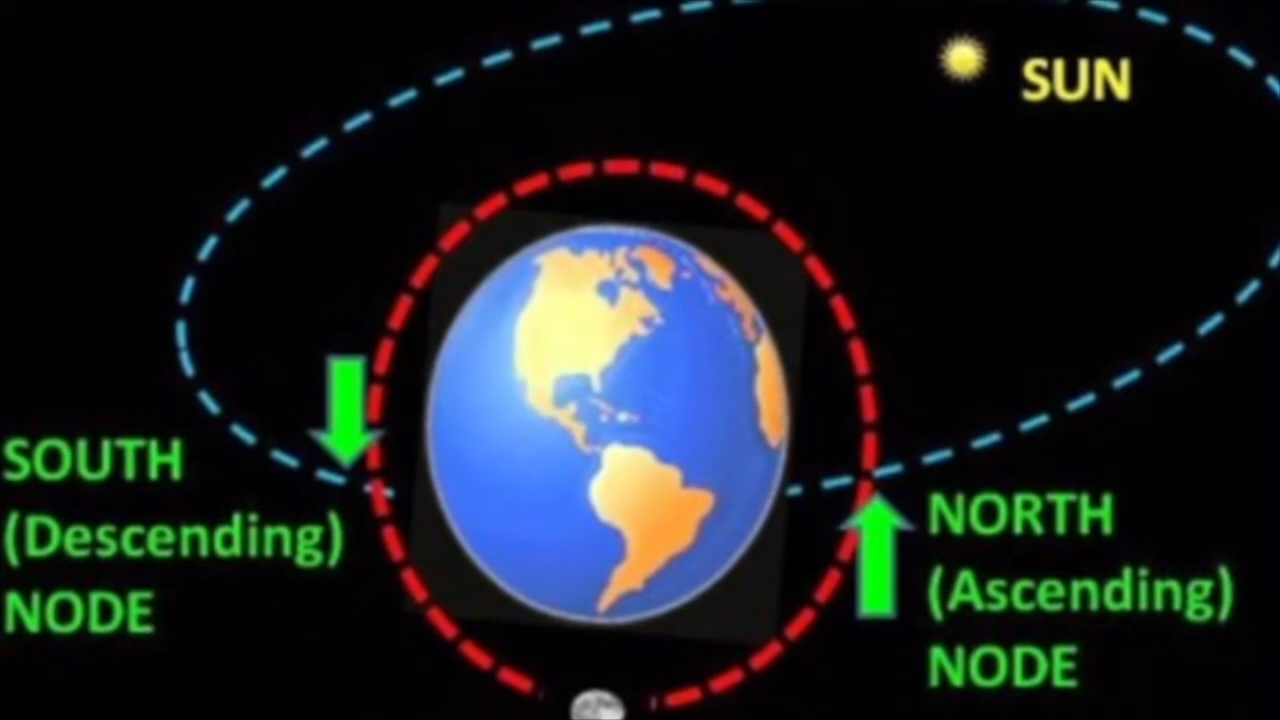 SUN
SOUTH
(Descending)
NODE
NORTH
(Ascending)
NODE